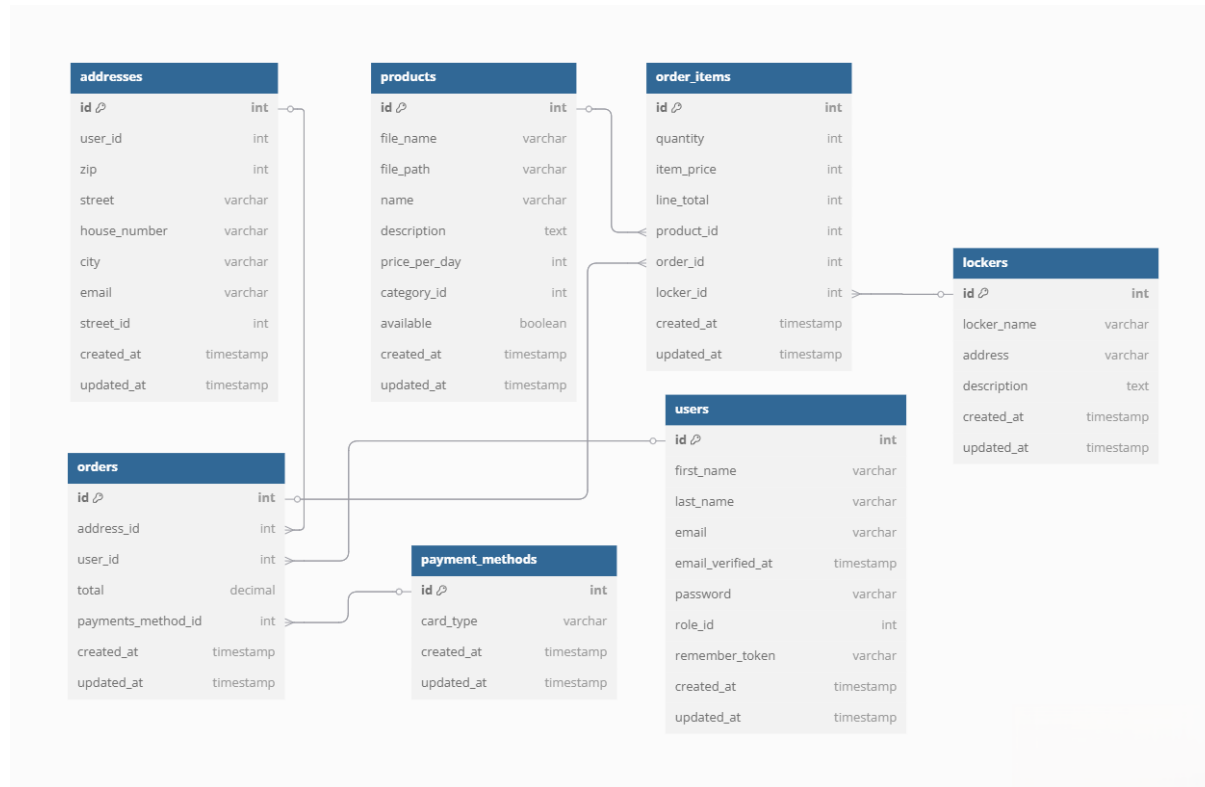 addresses
id int
user_id int
zip int
street varchar
house_number varchar
city varchar
email varchar
street_id int
created_at timestamp
updated_at timestamp
products
id int
file_name varchar
file_path varchar
name varchar
description text
price_per_day int
category_id int
available boolean
created_at timestamp
updated_at timestamp
order_items
id int
quantity int
item_price int
line_total int
product_id int
order_id int
locker_id int
created_at timestamp
updated_at timestamp
lockers
id int
locker_name varchar
address varchar
description text
created_at timestamp
updated_at timestamp
users
id int
first_name varchar
last_name varchar
email varchar
email_verified_at timestamp
password varchar
role_id int
remember_token varchar
created_at timestamp
updated_at timestamp
orders
id int
address_id int
user_id int
total decimal
payments_method_id int
created_at timestamp
updated_at timestamp
payment_methods
id int
card_type varchar
created_at timestamp
updated_at timestamp